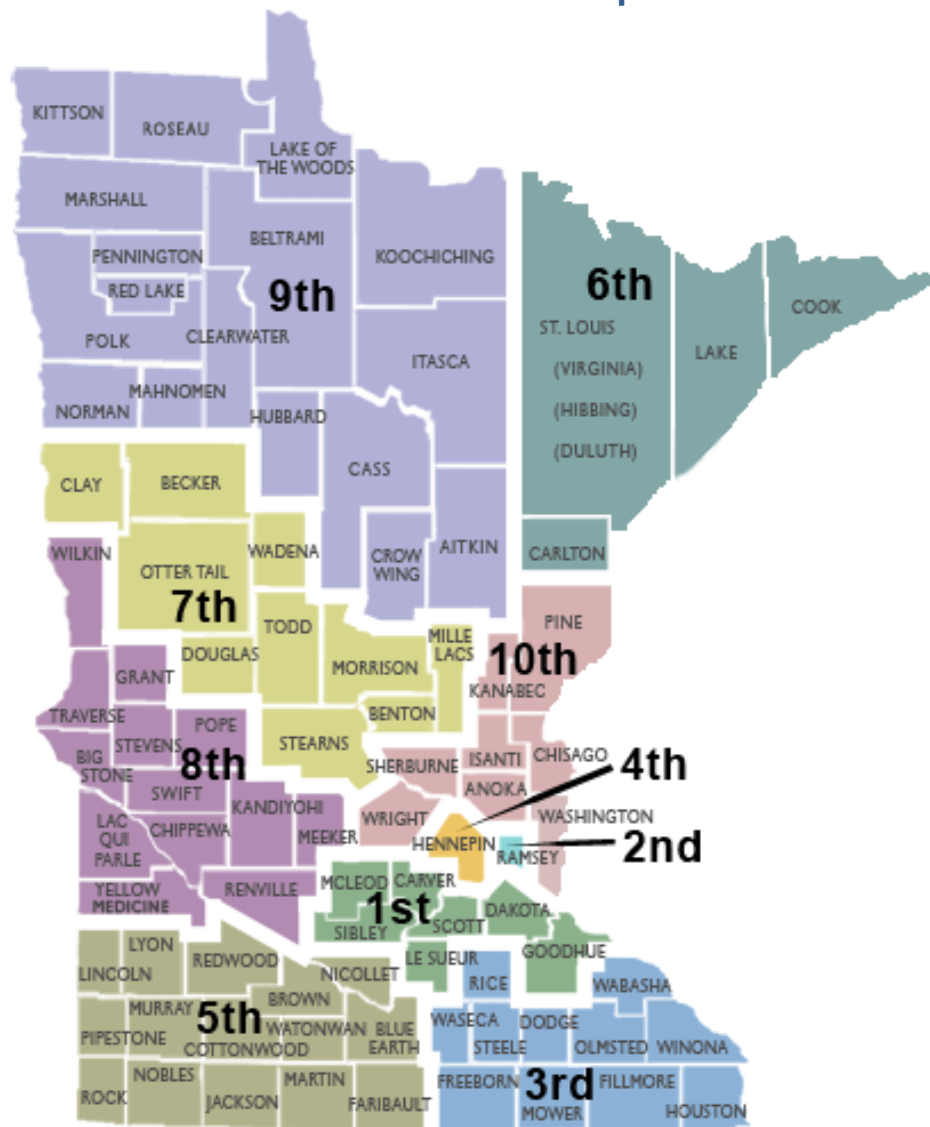 KITTSON
ROSEAU
LAKE OF
THE WOODS
MARSHALL
BELTRAMI
KOOCHICHING
PENNINGTON
RED LAKE
9th
6th
COOK
POLK
CLEARWATER
ST. LOUIS
LAKE
ITASCA
(VIRGINIA)
MAHNOMEN
NORMAN
HUBBARD
(HIBBING)
(DULUTH)
CASS
CLAY
BECKER
WILKIN
WADENA
CROW
WING
AITKIN
CARLTON
OTTER TAIL
7th
TODD
PINE
MILLE
LACS
DOUGLAS
MORRISON
10th
GRANT
KANABEC
TRAVERSE
BENTON
POPE
STEVENS
STEARNS
BIG
STONE
8th
SHERBURNE
ISANTI
CHISAGO
4th
ANOKA
SWIFT
KANDIYOHI
WRIGHT
WASHINGTON
LAC
QUI
PARLE
CHIPPEWA
MEEKER
HENNEPIN
RAMSEY
2nd
YELLOW
MEDICINE
RENVILLE
MCLEOD
CARVER
1st
DAKOTA
SIBLEY
SCOTT
LYON
LINCOLN
REDWOOD
NICOLLET
LE SUEUR
GOODHUE
RICE
WABASHA
BROWN
MURRAY
5th
PIPESTONE
COTTONWOOD
WATONWAN
BLUE
EARTH
WASECA
DODGE
STEELE
OLMSTED
WINONA
NOBLES
MARTIN
ROCK
JACKSON
FARIBAULT
FREEBORN
3rd
FILLMORE
MOWER
HOUSTON